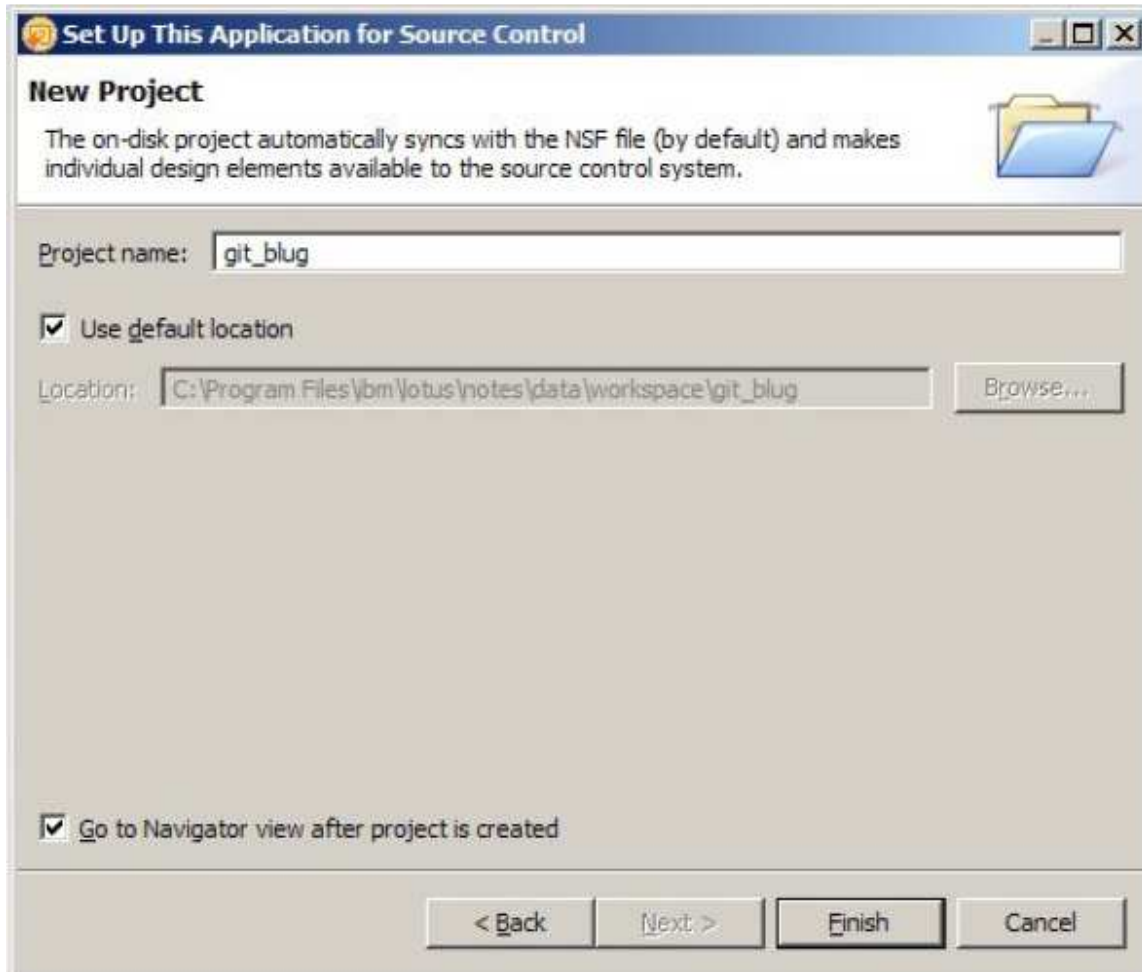 Set Up This Application for Source Control
New Project
The on-disk project automatically syncs with the NSF file (by default) and makes
individual design elements available to the source control system.
Project name: git_blug
Use default location
Location: C:\Program Files\ibm\lotus\notes\data\workspace\git_blug Browse...
Go to Navigator view after project is created
< Back Next > Finish Cancel